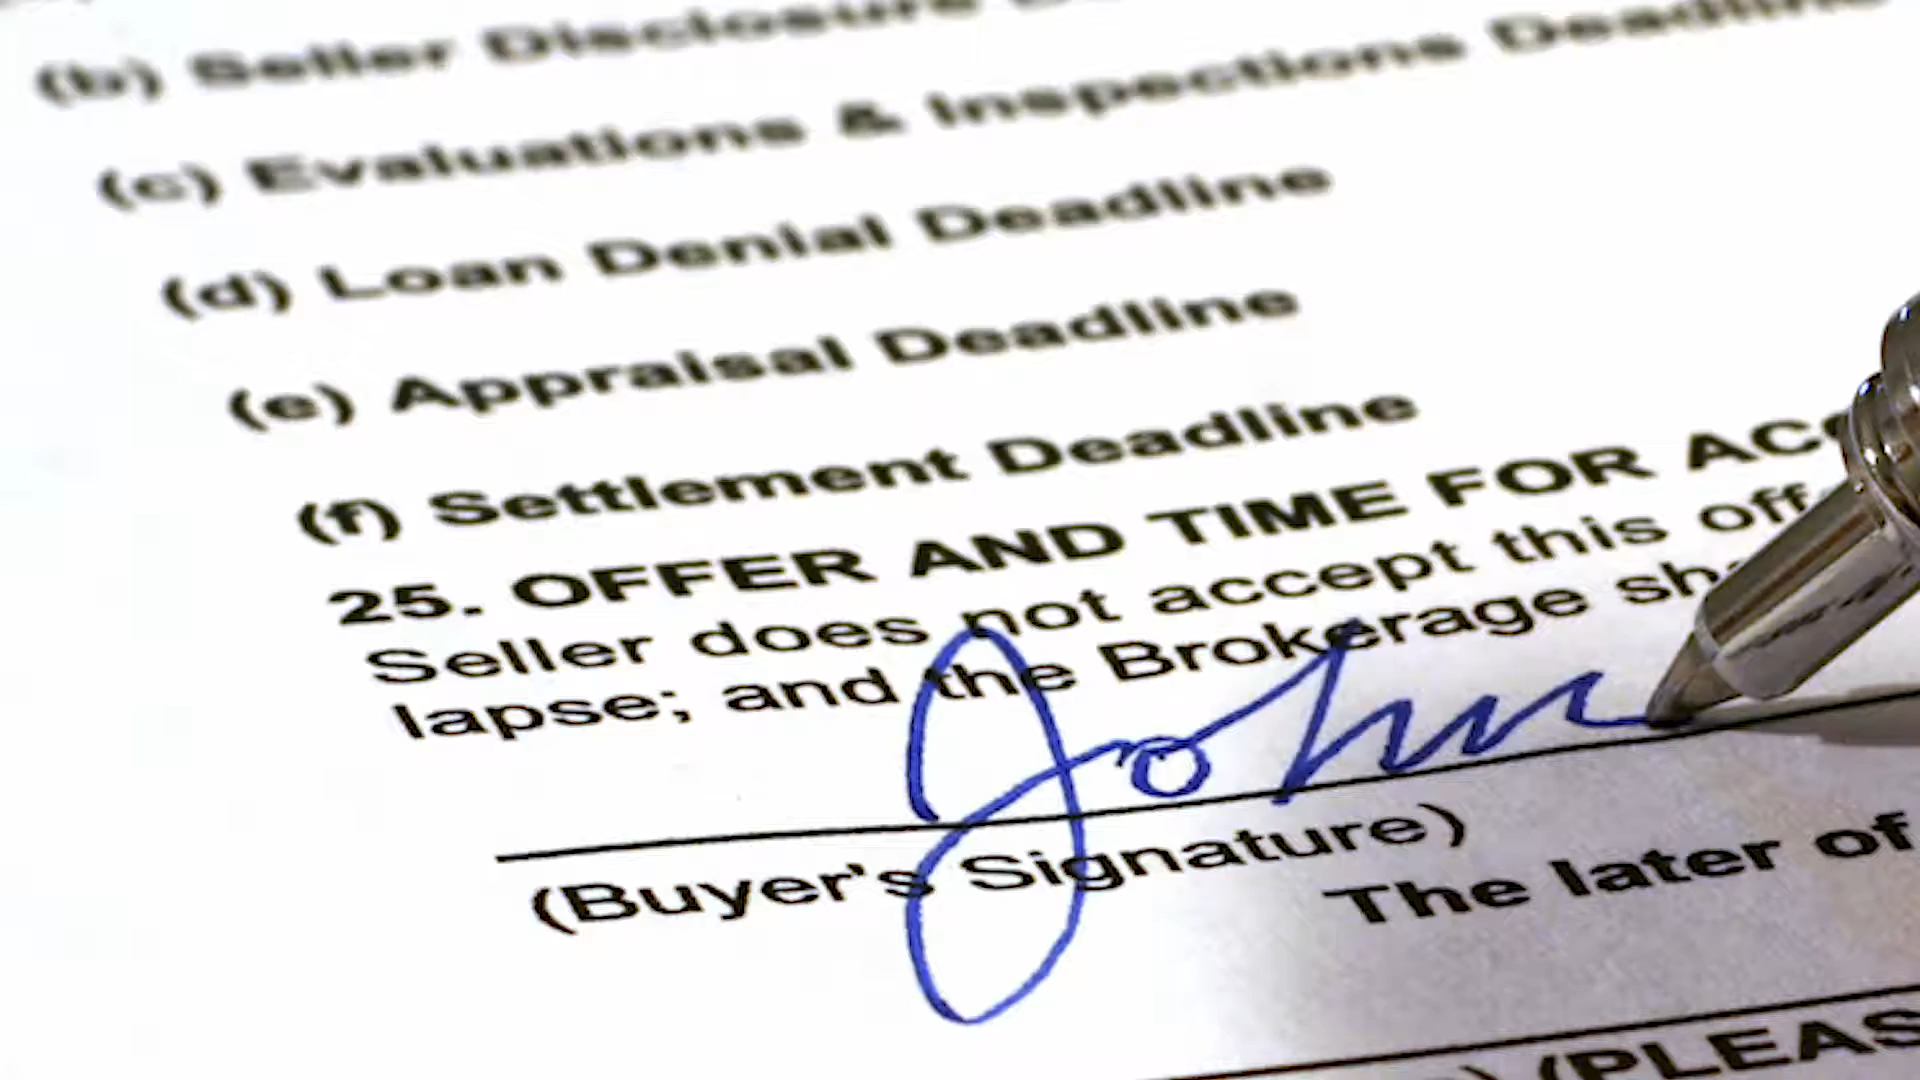 (b) Seller Disclosure
(c) Evaluations & Inspections Deadline
(d) Loan Denial Deadline
(e) Appraisal Deadline
(f) Settlement Deadline
25. OFFER AND TIME FOR
Seller does not accept this
lapse; and the Brokerage
John
(Buyer's Signature)
The later of